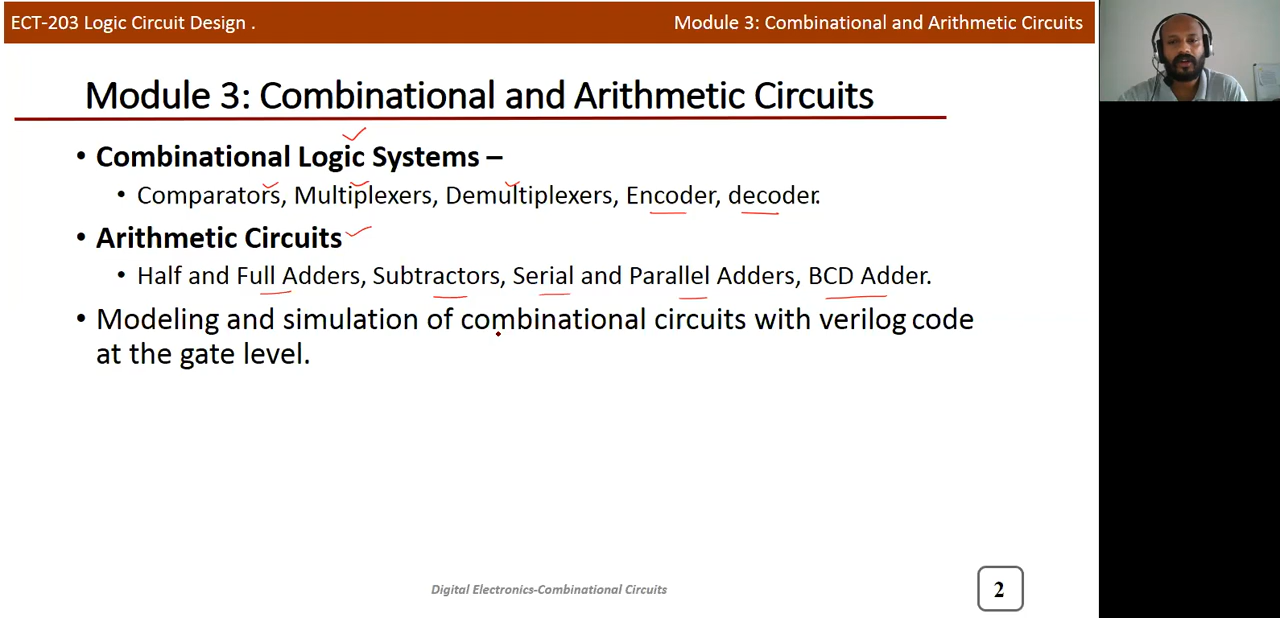 ECT-203 Logic Circuit Design .
Module 3: Combinational and Arithmetic Circuits
Module 3: Combinational and Arithmetic Circuits
• Combinational Logic Systems –
• Comparators, Multiplexers, Demultiplexers, Encoder, decoder.
• Arithmetic Circuits
• Half and Full Adders, Subtractors, Serial and Parallel Adders, BCD Adder.
• Modeling and simulation of combinational circuits with verilog code
at the gate level.
Digital Electronics-Combinational Circuits
2